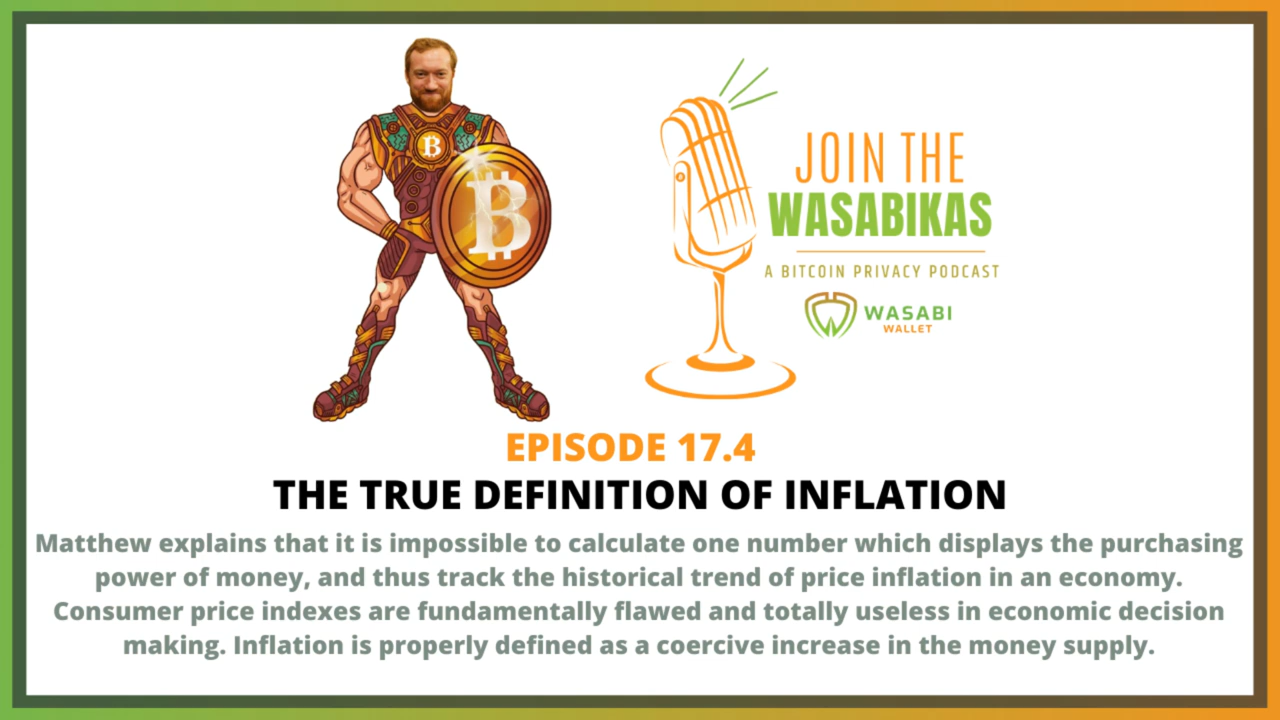 JOIN THE
WASABIKAS
A BITCOIN PRIVACY PODCAST
WASABI
WALLET
EPISODE 17.4
THE TRUE DEFINITION OF INFLATION
Matthew explains that it is impossible to calculate one number which displays the purchasing
power of money, and thus track the historical trend of price inflation in an economy.
Consumer price indexes are fundamentally flawed and totally useless in economic decision
making. Inflation is properly defined as a coercive increase in the money supply.